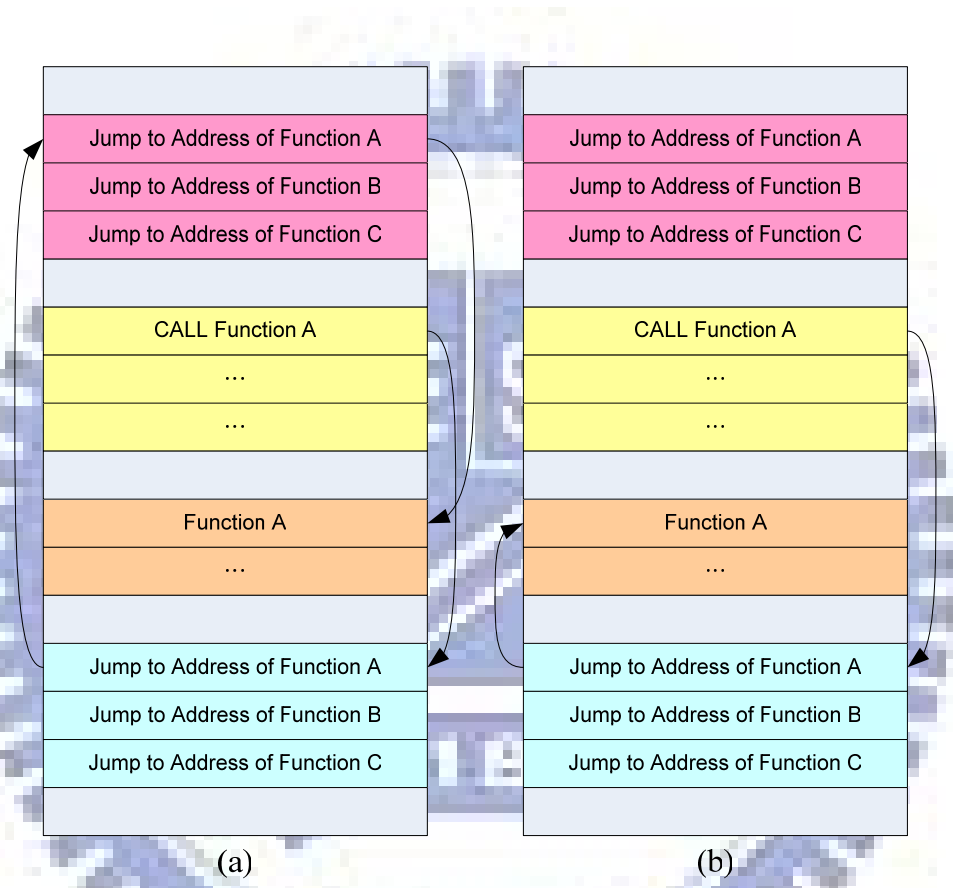 Jump to Address of Function A
Jump to Address of Function B
Jump to Address of Function C
CALL Function A
...
...
Function A
...
Jump to Address of Function A
Jump to Address of Function B
Jump to Address of Function C
(a)
Jump to Address of Function A
Jump to Address of Function B
Jump to Address of Function C
CALL Function A
...
...
Function A
...
Jump to Address of Function A
Jump to Address of Function B
Jump to Address of Function C
(b)